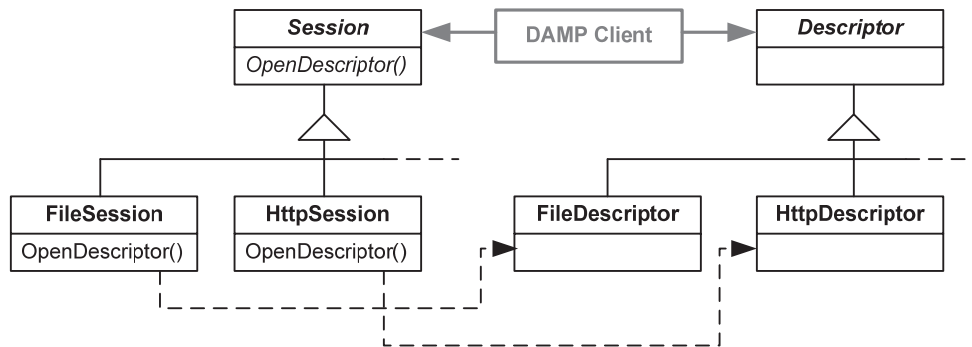 Session
DAMP Client
Descriptor
OpenDescriptor()
FileSession
HttpSession
FileDescriptor
HttpDescriptor
OpenDescriptor()
OpenDescriptor()